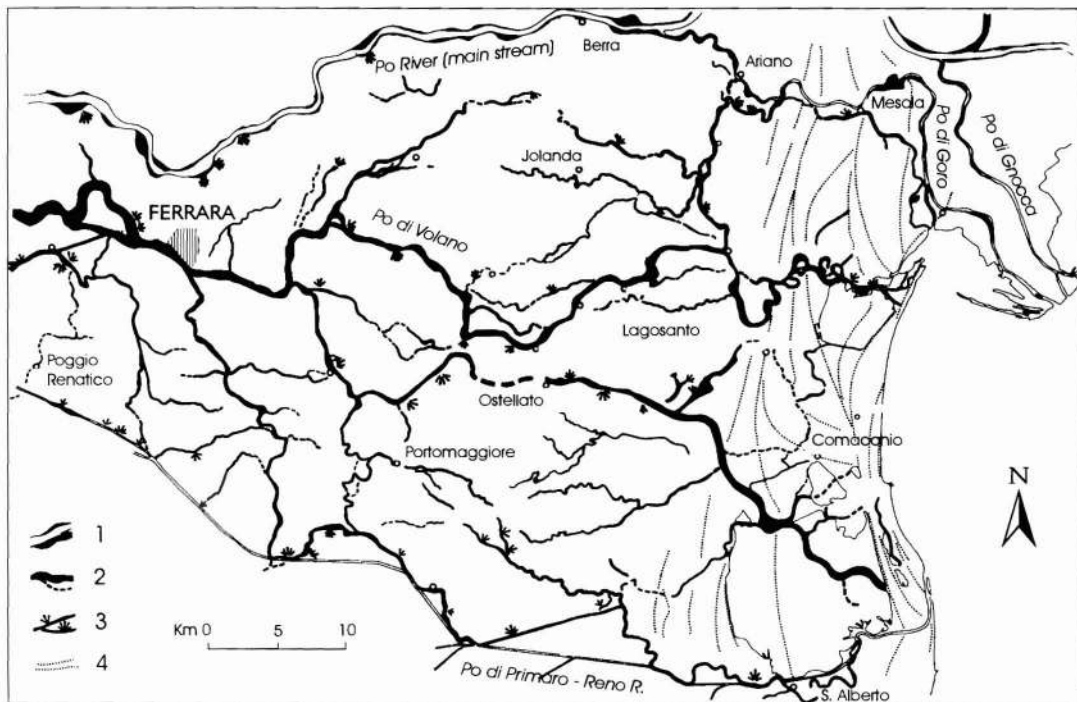 Po River (main stream)
Berra
Ariano
Mesola
Po di Goro
Po di Gnocca
Jolanda
FERRARA
Po di Volano
Lagosanto
Poggio
Renatico
Ostellato
Comacchio
Portomaggiore
N
1
2
3
4
Km 0 5 10
Po di Primaro - Reno R.
S. Alberto